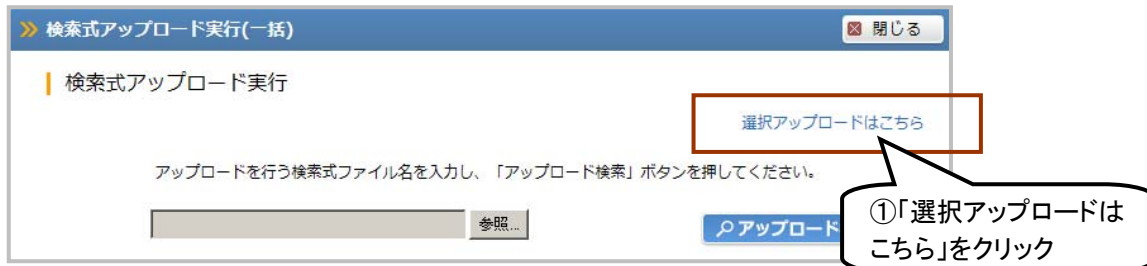 検索式アップロード実行(一括)
閉じる
検索式アップロード実行
選択アップロードはこちら
アップロードを行う検索式ファイル名を入力し、「アップロード検索」ボタンを押してください。
参照...
アップロード
①「選択アップロードは
こちら」をクリック